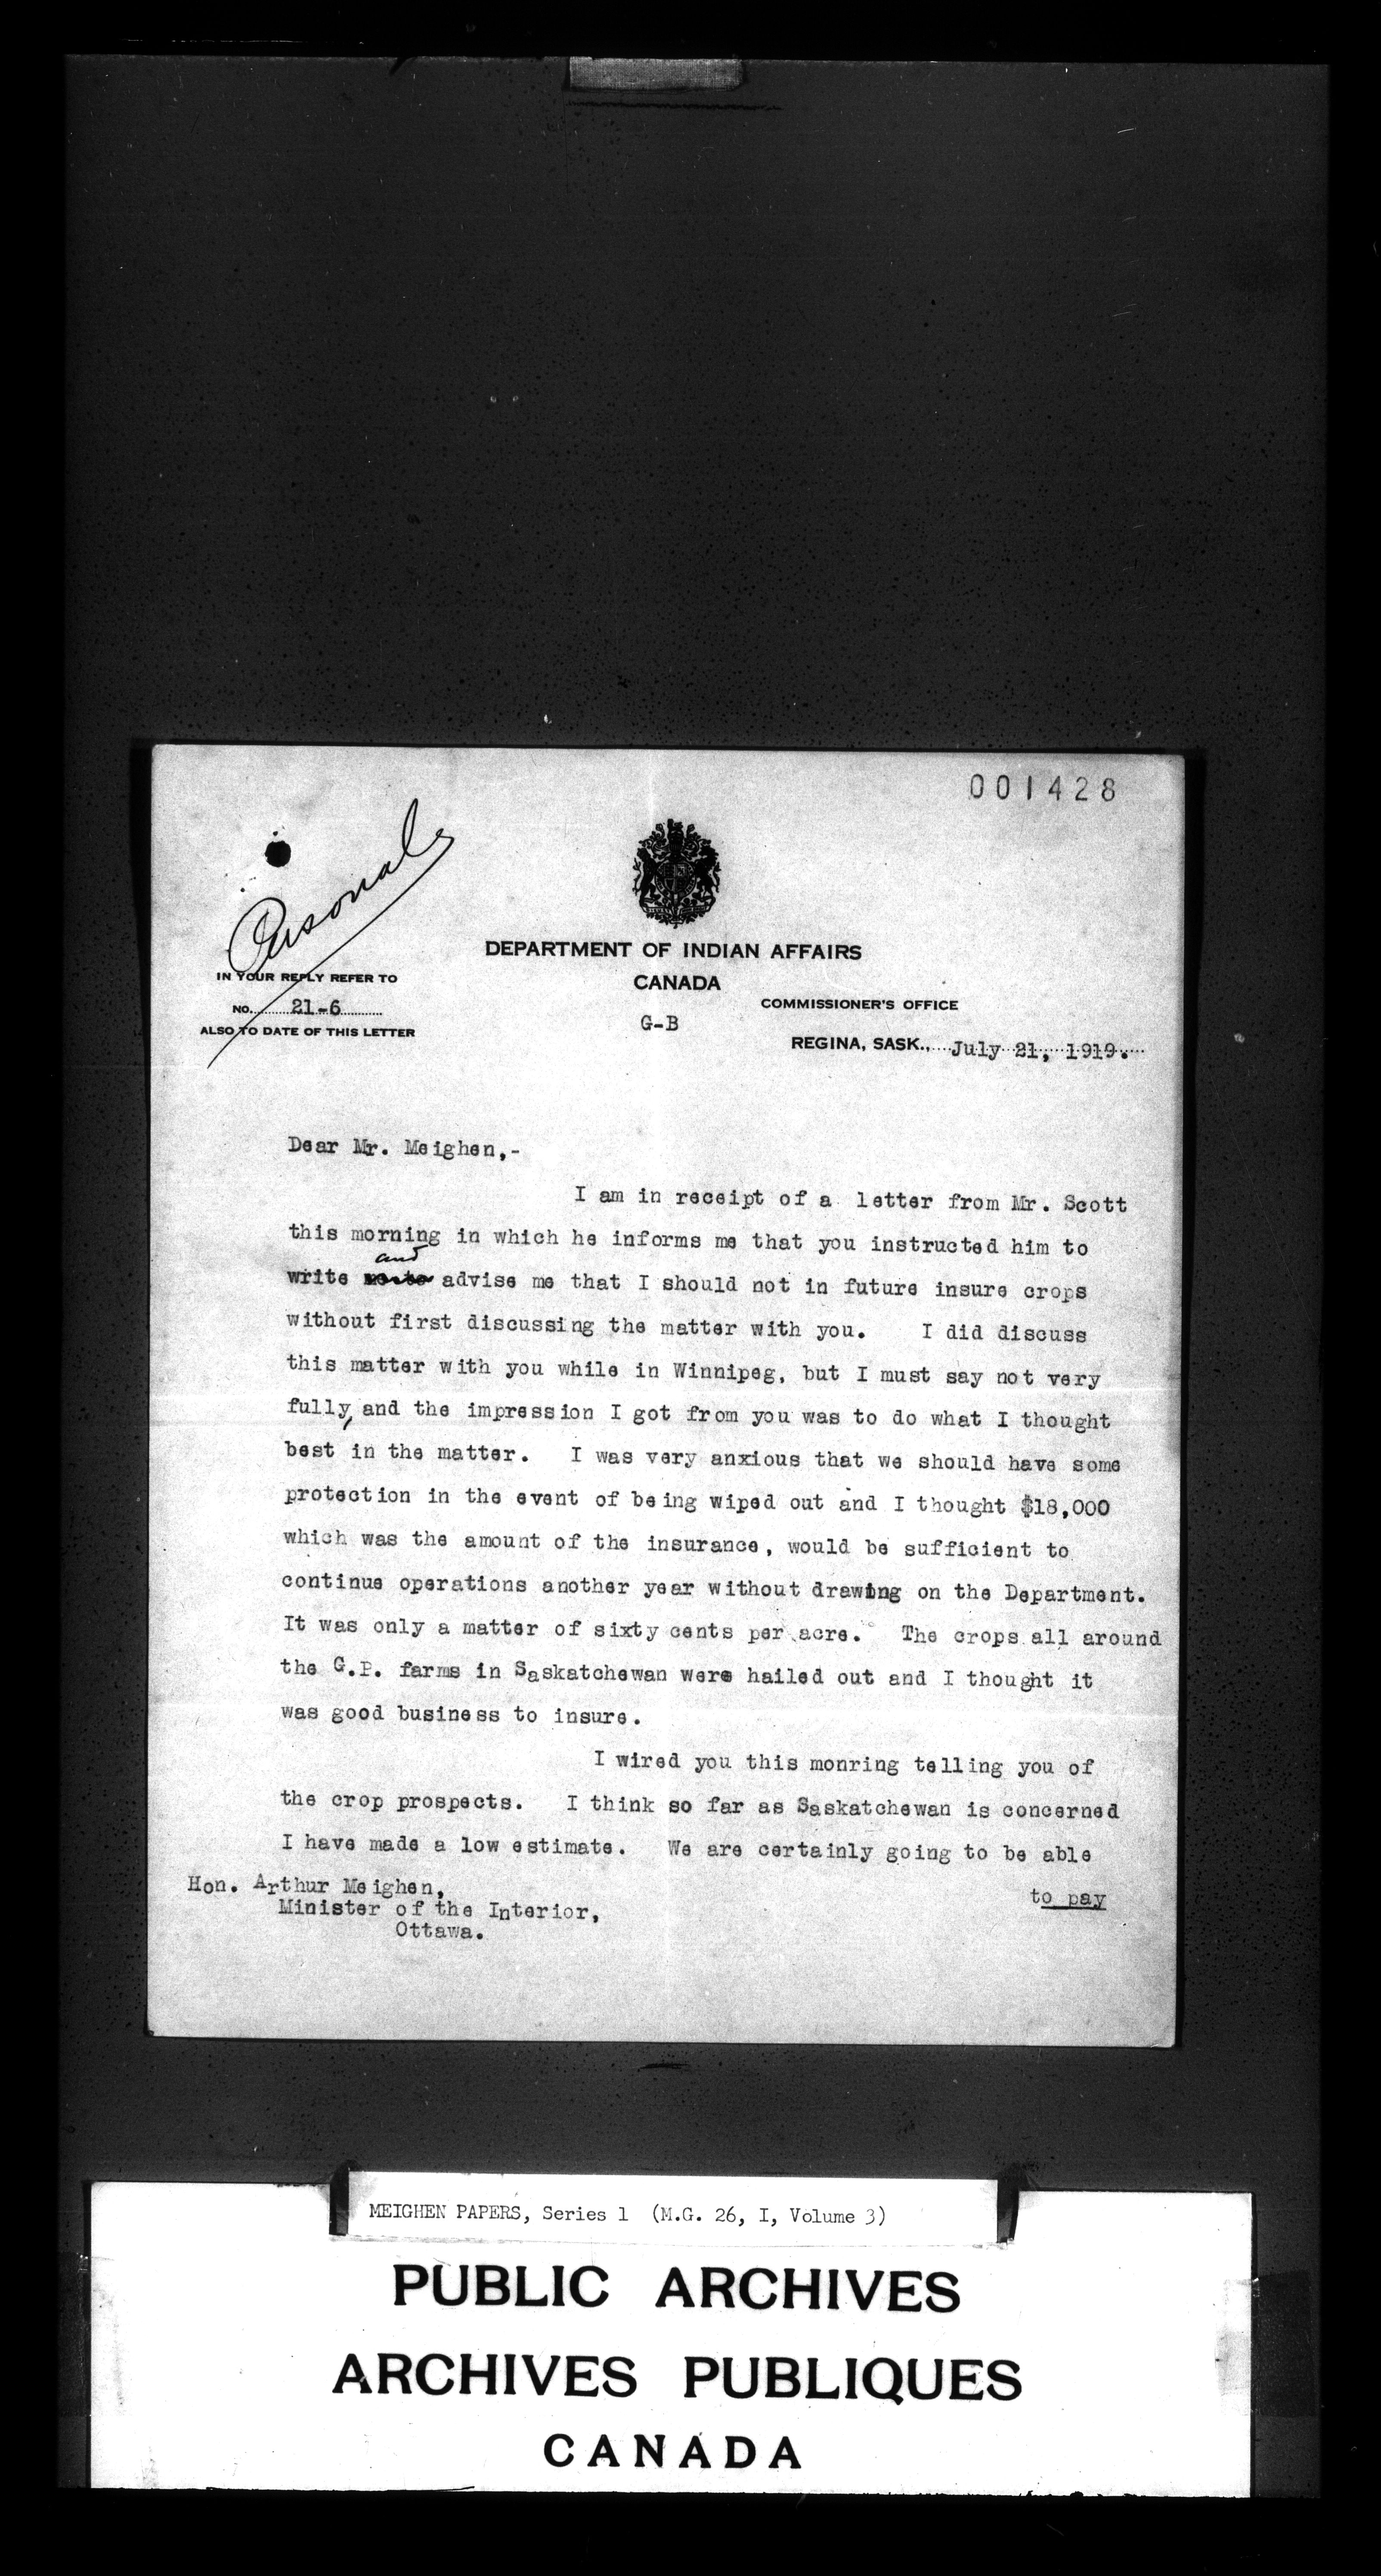 001428
Personal
DEPARTMENT OF INDIAN AFFAIRS
CANADA
IN YOUR REPLY REFER TO
NO. 21-6
ALSO TO DATE OF THIS LETTER
G-B
COMMISSIONER'S OFFICE
REGINA, SASK., July 21, 1919.
Dear Mr. Meighen,-
I am in receipt of a letter from Mr. Scott
this morning in which he informs me that you instructed him to
write and advise me that I should not in future insure crops
without first discussing the matter with you. I did discuss
this matter with you while in Winnipeg, but I must say not very
fully, and the impression I got from you was to do what I thought
best in the matter. I was very anxious that we should have some
protection in the event of being wiped out and I thought $18,000
which was the amount of the insurance, would be sufficient to
continue operations another year without drawing on the Department.
It was only a matter of sixty cents per acre. The crops all around
the G.P. farms in Saskatchewan were hailed out and I thought it
was good business to insure.
I wired you this monring telling you of
the crop prospects. I think so far as Saskatchewan is concerned
I have made a low estimate. We are certainly going to be able
to pay
Hon. Arthur Meighen,
Minister of the Interior,
Ottawa.
MEIGHEN PAPERS, Series 1 (M.G. 26, I, Volume 3)
PUBLIC ARCHIVES
ARCHIVES PUBLIQUES
CANADA